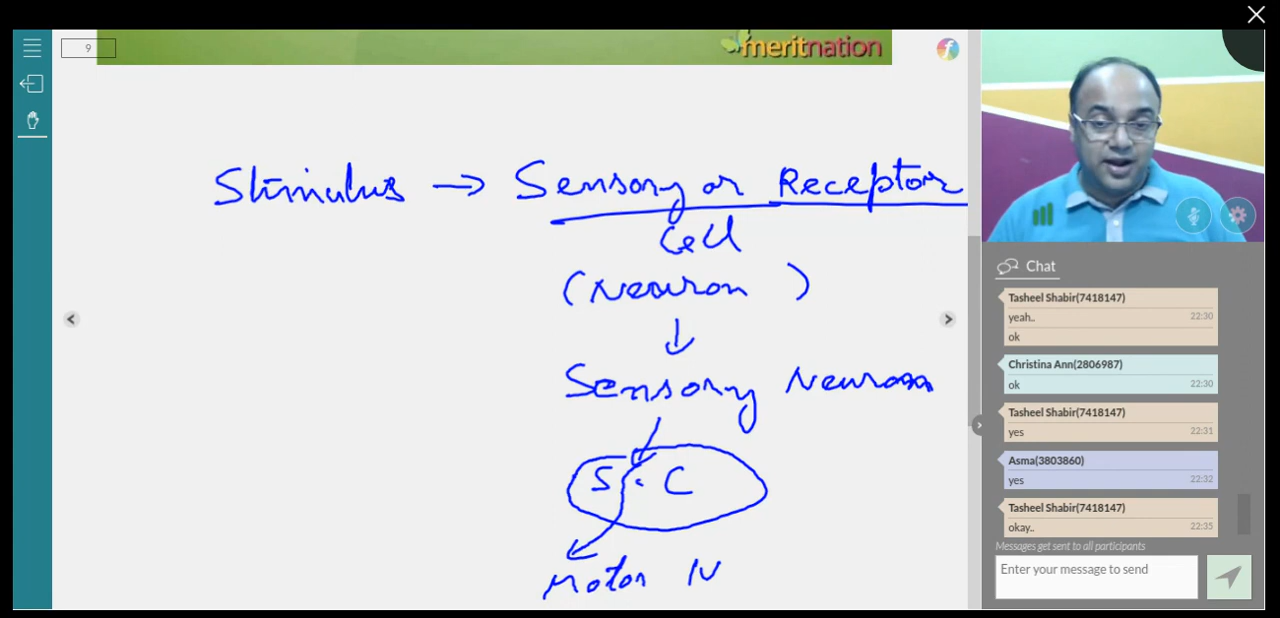 9
meritnation
Stimulus → Sensory or Receptor
Cell
(Neuron )
↓
Sensory Neuron
S.C
Motor N
Chat
Tasheel Shabir(7418147)
yeah.. 22:30
ok
Christina Ann(2806987)
ok 22:30
Tasheel Shabir(7418147)
yes 22:31
Asma(3803860)
yes 22:32
Tasheel Shabir(7418147)
okay.. 22:35
Messages get sent to all participants
Enter your message to send